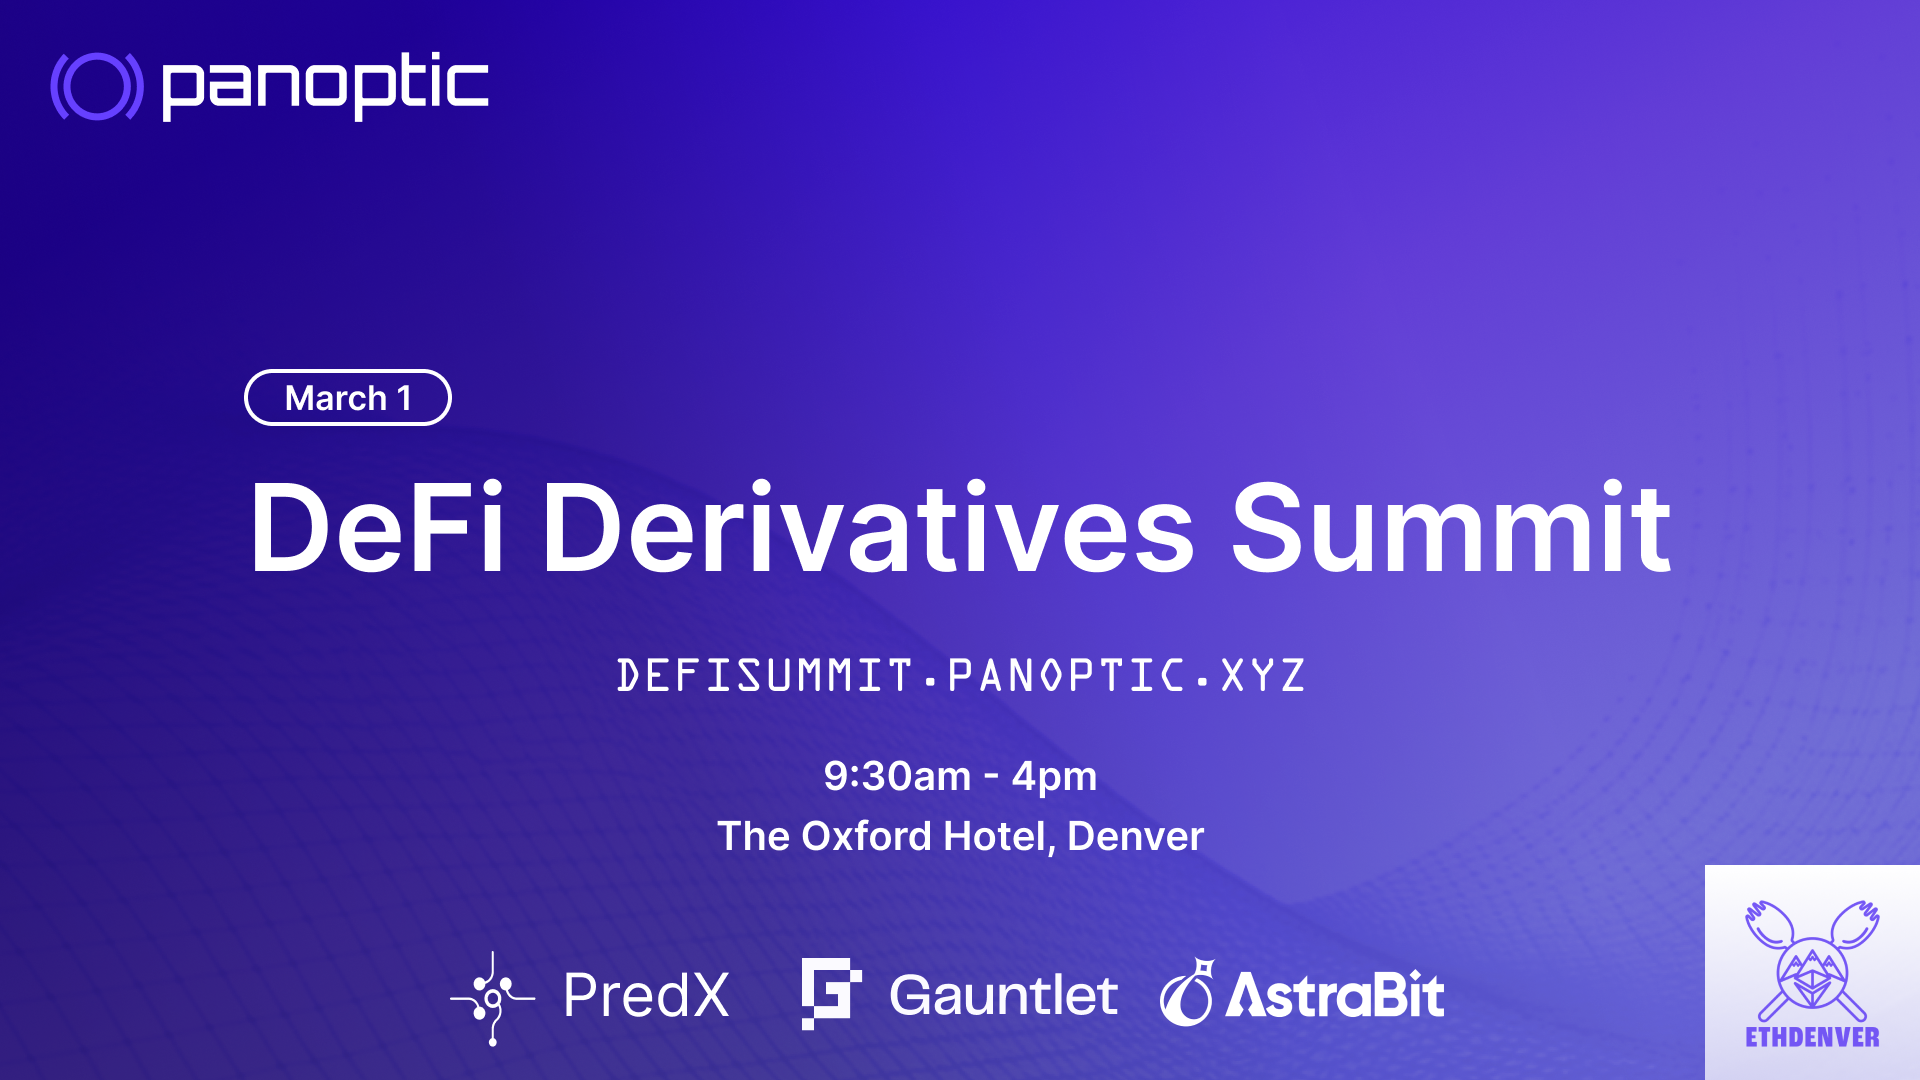 panoptic
March 1
DeFi Derivatives Summit
DEFISUMMIT.PANOPTIC.XYZ
9:30am - 4pm
The Oxford Hotel, Denver
PredX
Gauntlet
AstraBit
ETHDENVER